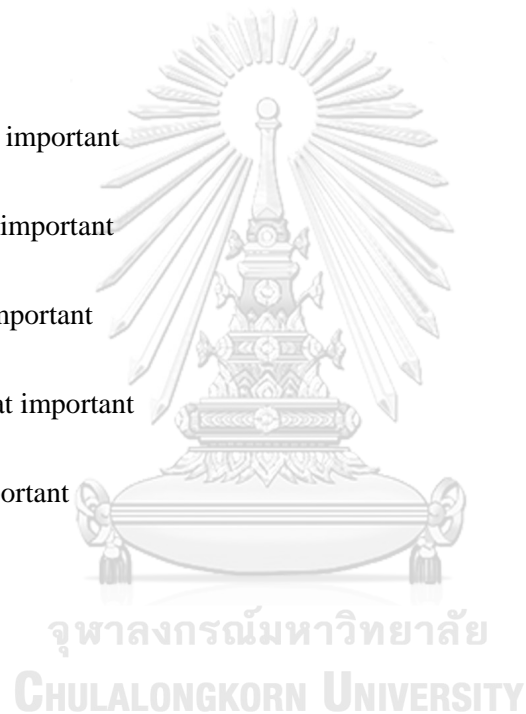 important
important
mportant
at important
ortant
จุฬาลงกรณ์มหาวิทยาลัย
CHULALONGKORN UNIVERSITY